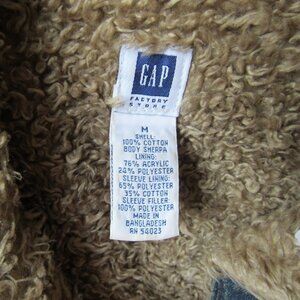 GAP
FACTORY
STORE
M
SHELL:
100% COTTON
BODY SHERPA
LINING:
76% ACRYLIC
24% POLYESTER
SLEEVE LINING:
65% POLYESTER
35% COTTON
SLEEVE FILLER:
100% POLYESTER
MADE IN
BANGLADESH
RN 54023